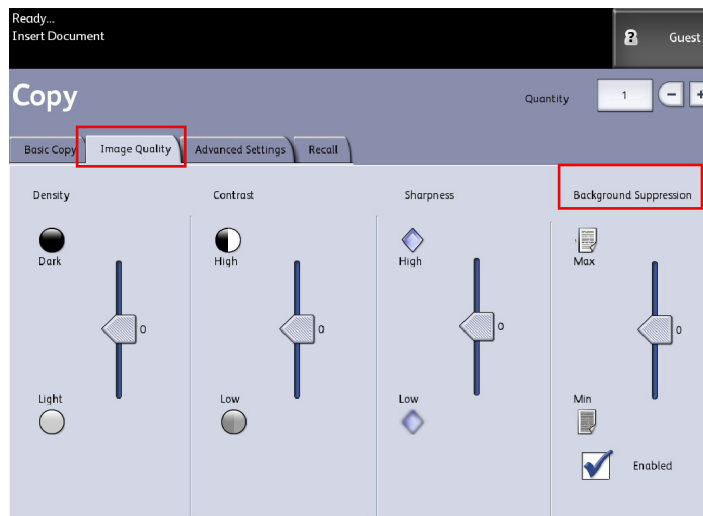 Ready...
Insert Document
Guest
Copy
Quantity
1
Basic Copy
Image Quality
Advanced Settings
Recall
Density
Contrast
Sharpness
Background Suppression
Dark
High
High
Max
0
0
0
0
Light
Low
Low
Min
Enabled